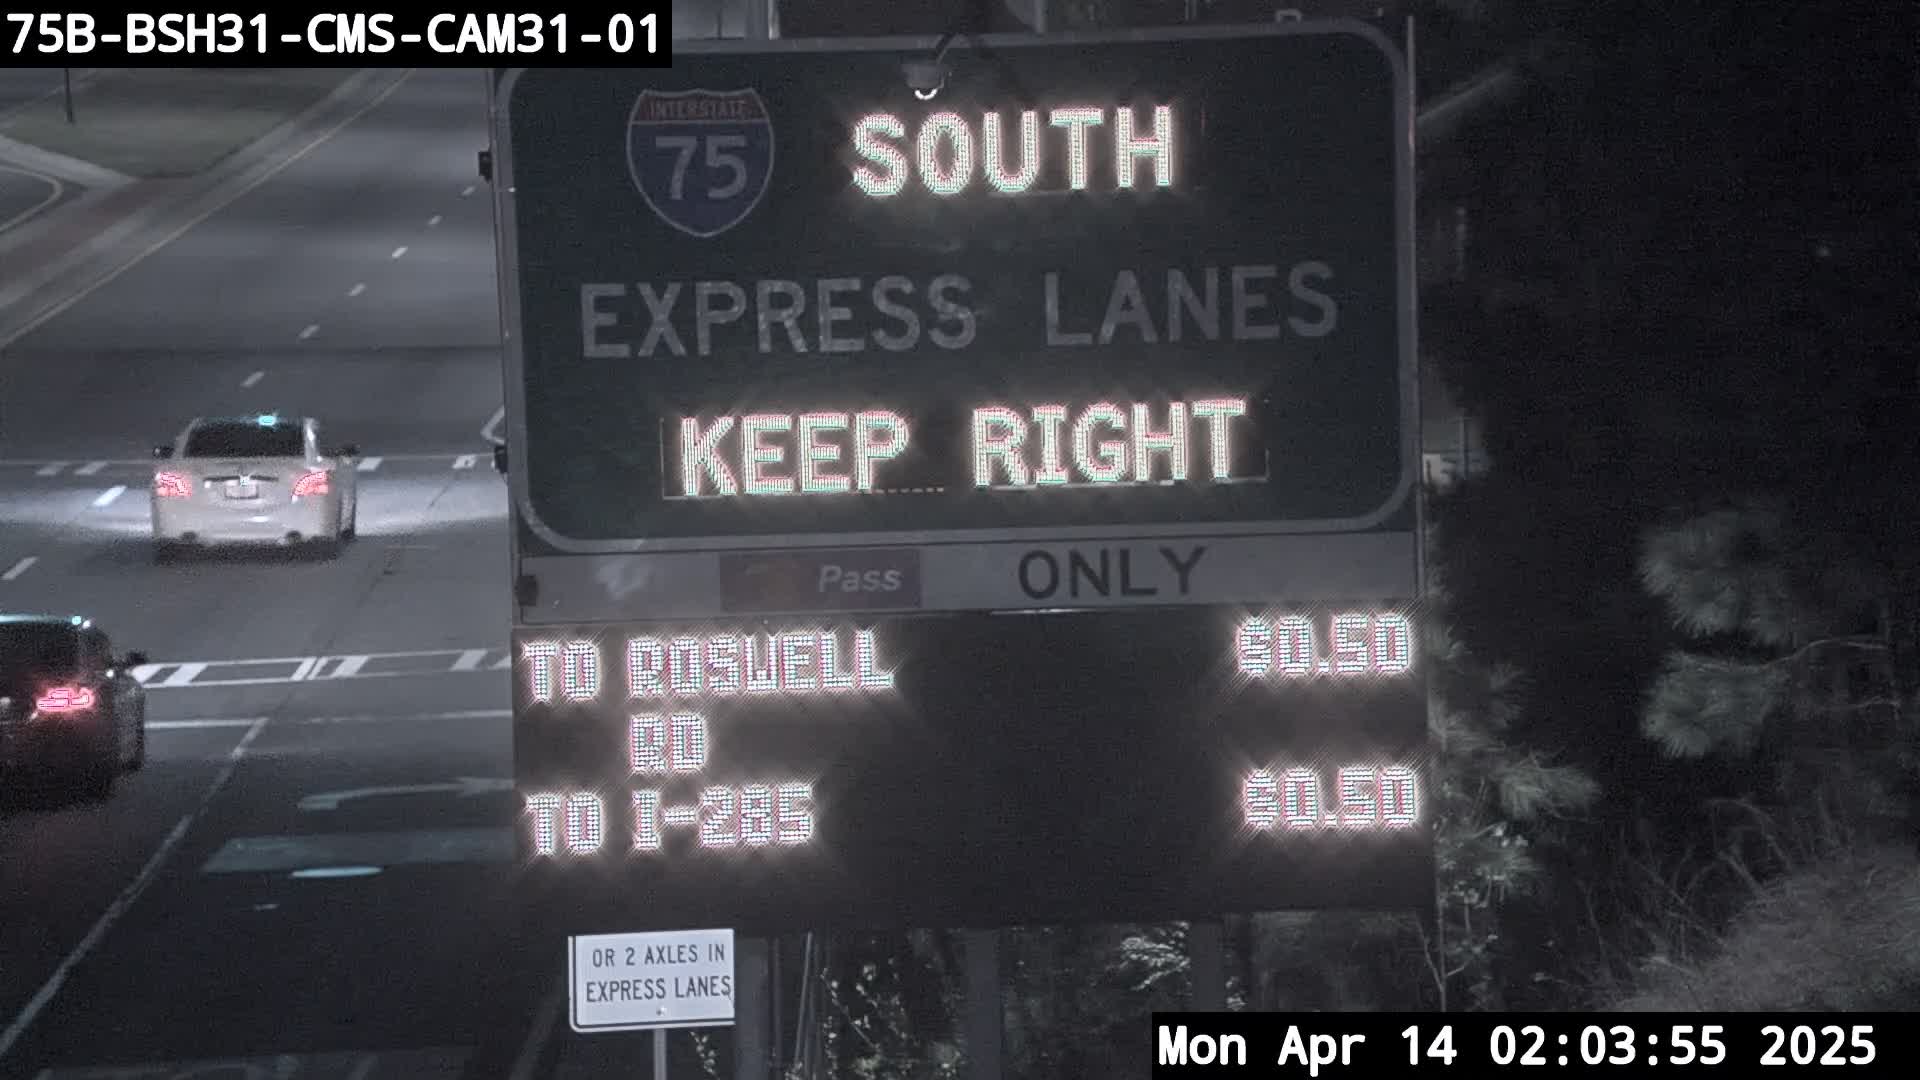 75B-BSH31-CMS-CAM31-01
INTERSTATE
75
SOUTH
EXPRESS LANES
KEEP RIGHT
Pass ONLY
TO ROSWELL $0.50
RD
TO I-285 $0.50
OR 2 AXLES IN
EXPRESS LANES
Mon Apr 14 02:03:55 2025